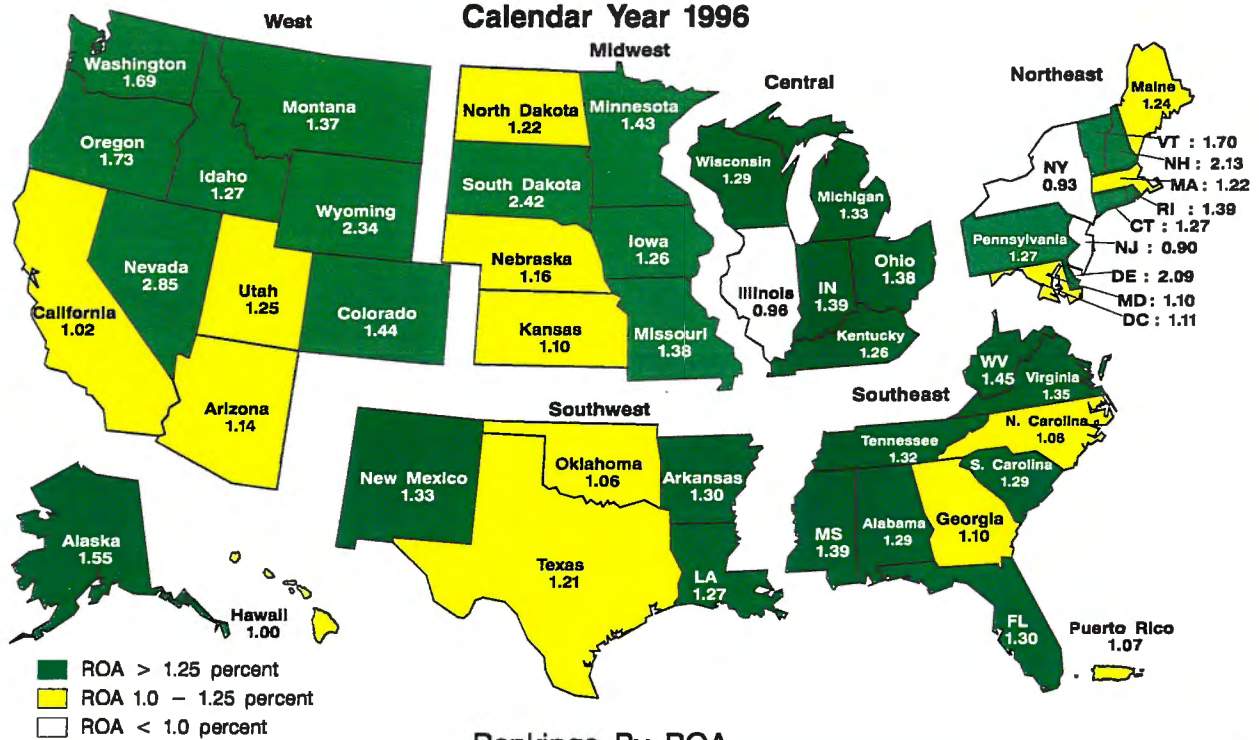 Calendar Year 1996
West
Midwest
Central
Northeast
Washington
1.69
Montana
1.37
Oregon
1.73
Idaho
1.27
Wyoming
2.34
Nevada
2.85
Utah
1.25
Colorado
1.44
California
1.02
Arizona
1.14
Alaska
1.55
Hawaii
1.00
North Dakota
1.22
Minnesota
1.43
South Dakota
2.42
Nebraska
1.16
Iowa
1.26
Kansas
1.10
Missouri
1.38
Wisconsin
1.29
Michigan
1.33
Illinois
0.96
IN
1.39
Ohio
1.38
Kentucky
1.26
Maine
1.24
NY
0.93
VT : 1.70
NH : 2.13
MA : 1.22
RI : 1.39
CT : 1.27
NJ : 0.90
Pennsylvania
1.27
DE : 2.09
MD : 1.10
DC : 1.11
Southwest
New Mexico
1.33
Oklahoma
1.06
Arkansas
1.30
Texas
1.21
LA
1.27
Southeast
WV
1.45
Virginia
1.35
N. Carolina
Tennessee
1.32
S. Carolina
1.29
MS
1.39
Alabama
1.29
Georgia
1.10
FL
1.30
Puerto Rico
1.07
ROA > 1.25 percent
ROA 1.0 – 1.25 percent
ROA < 1.0 percent
Rankings By ROA